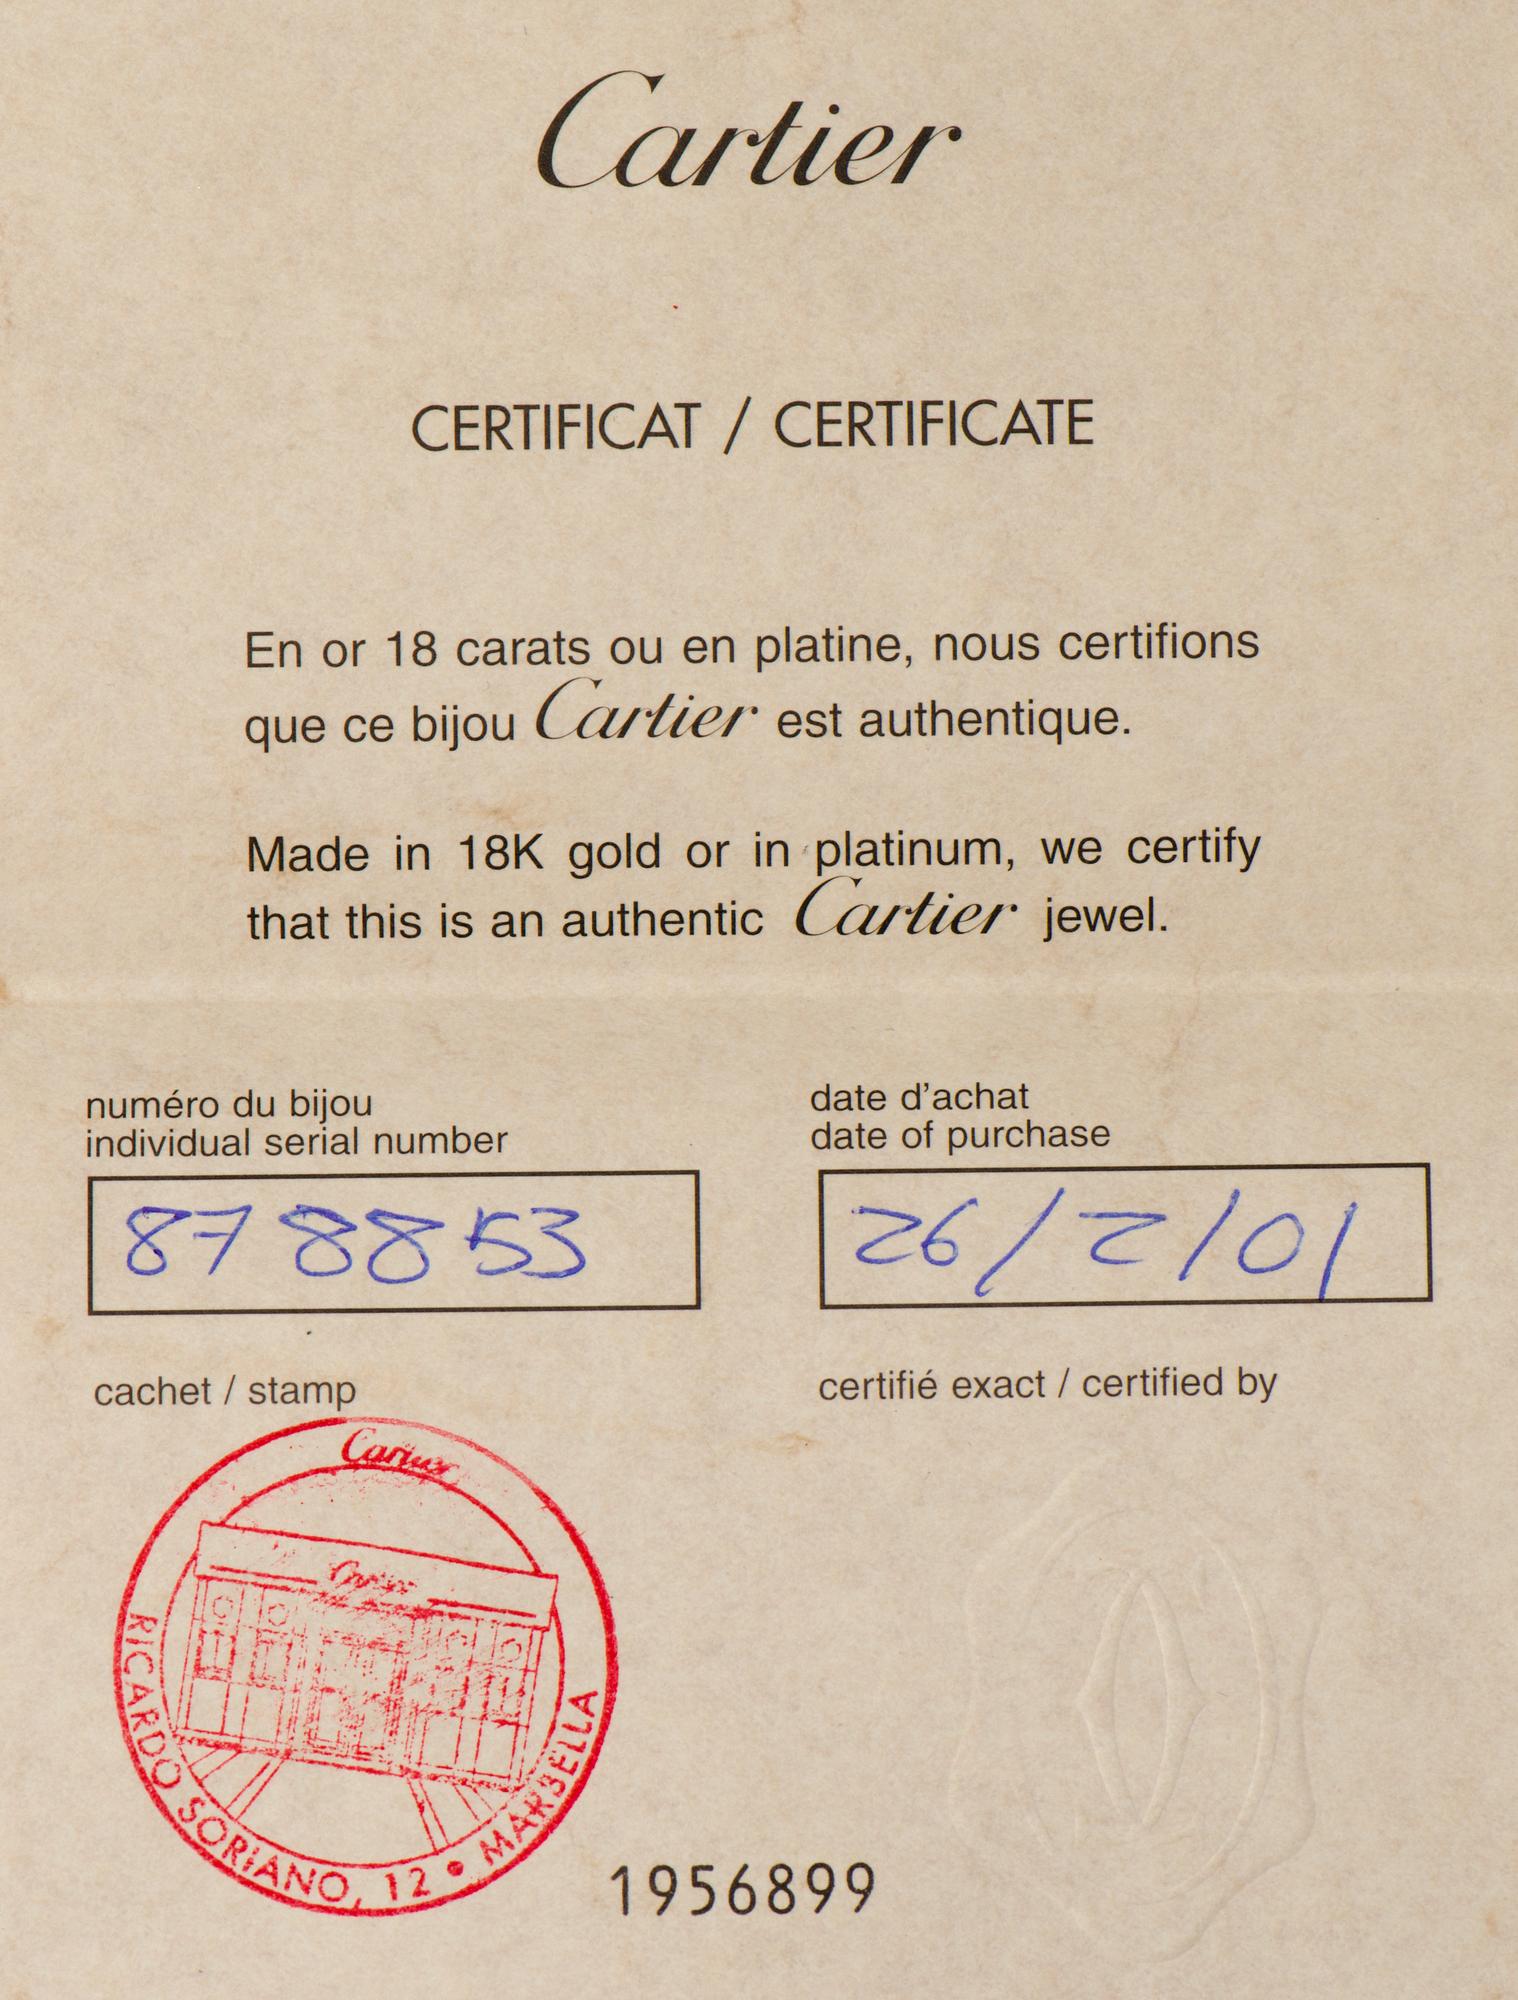 Cartier
CERTIFICAT / CERTIFICATE
En or 18 carats ou en platine, nous certifions
que ce bijou Cartier est authentique.
Made in 18K gold or in platinum, we certify
that this is an authentic Cartier jewel.
numéro du bijou
individual serial number
878853
date d'achat
date of purchase
26/2/01
cachet / stamp
certifié exact / certified by
Cartier
Cartier
RICARDO SORIANO, 12 • MARBELLA
1956899